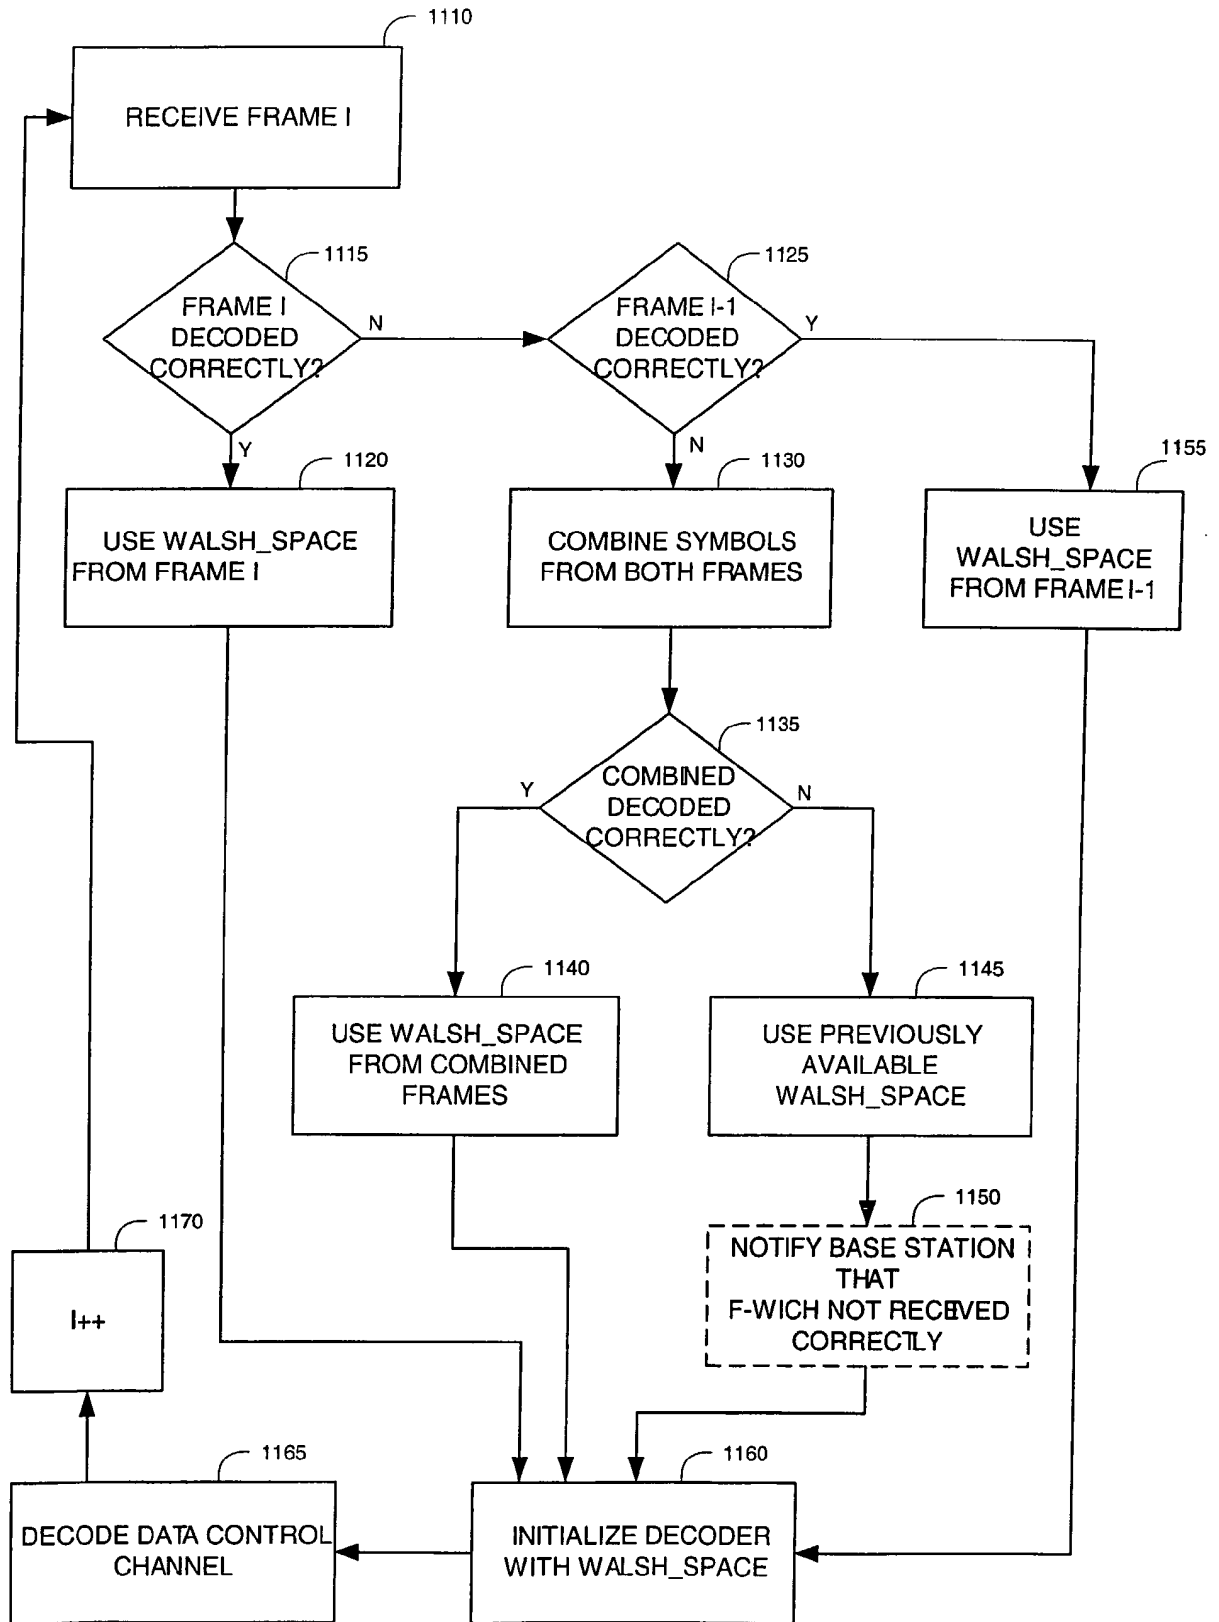 1110
RECEIVE FRAME I
1115
FRAME I
DECODED
CORRECTLY?
N
Y
1125
FRAME I-1
DECODED
CORRECTLY?
Y
N
1120
USE WALSH_SPACE
FROM FRAME I
1130
COMBINE SYMBOLS
FROM BOTH FRAMES
1155
USE
WALSH_SPACE
FROM FRAME I-1
1135
COMBINED
DECODED
CORRECTLY?
Y
N
1140
USE WALSH_SPACE
FROM COMBINED
FRAMES
1145
USE PREVIOUSLY
AVAILABLE
WALSH_SPACE
1150
NOTIFY BASE STATION
THAT
F-WICH NOT RECEIVED
CORRECTLY
1170
I++
1165
DECODE DATA CONTROL
CHANNEL
1160
INITIALIZE DECODER
WITH WALSH_SPACE